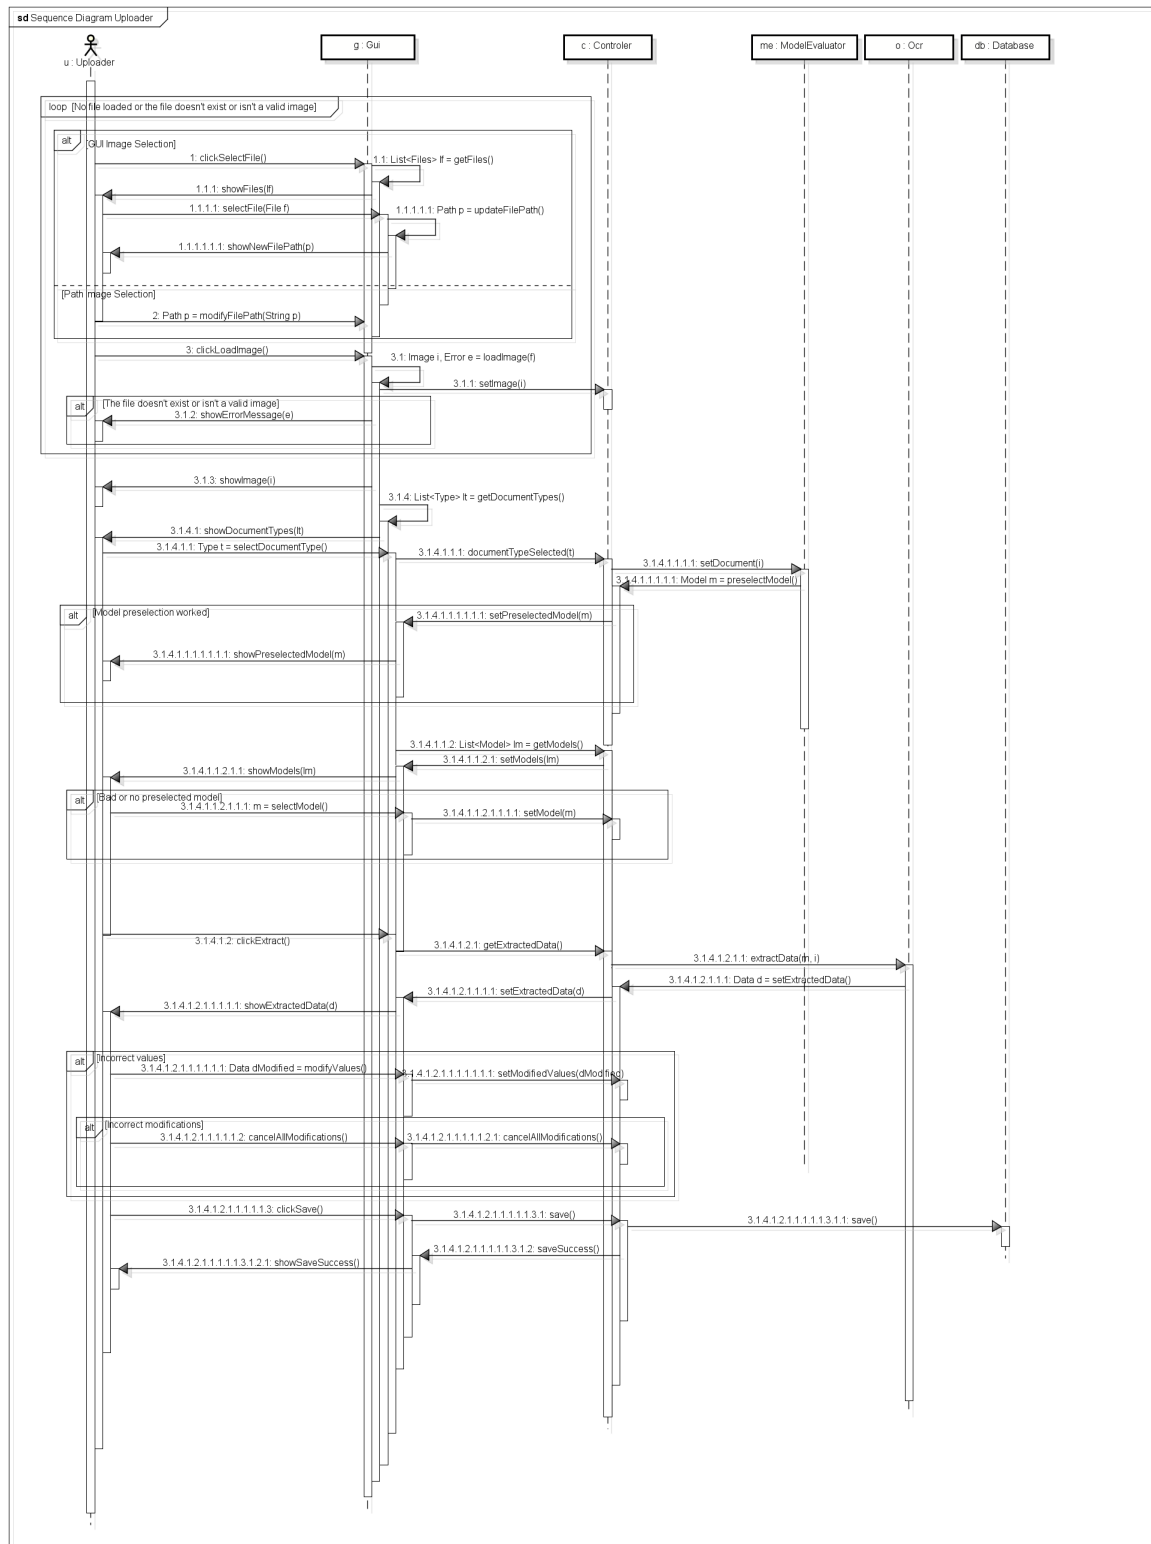 sd Sequence Diagram Uploader
u : Uploader
g : Gui
c : Controler
me : ModelEvaluator
o : Ocr
db : Database
loop [No file loaded or the file doesn't exist or isn't a valid image]
alt [GUI Image Selection]
1: clickSelectFile()
1.1: List<Files> lf = getFiles()
1.1.1: showFiles(lf)
1.1.1.1: selectFile(File f)
1.1.1.1.1: Path p = updateFilePath()
1.1.1.1.1.1: showNewFilePath(p)
[Path Image Selection]
2: Path p = modifyFilePath(String p)
3: clickLoadImage()
3.1: Image i, Error e = loadImage(f)
3.1.1: setImage(i)
alt [The file doesn't exist or isn't a valid image]
3.1.2: showErrorMessage(e)
3.1.3: showImage(i)
3.1.4: List<Type> lt = getDocumentTypes()
3.1.4.1: showDocumentTypes(lt)
3.1.4.1.1: Type t = selectDocumentType()
3.1.4.1.1.1: documentTypeSelected(t)
3.1.4.1.1.1.1: setDocument(i)
3.1.4.1.1.1.1.1: Model m = preselectModel()
alt [Model preselection worked]
3.1.4.1.1.1.1.1.1: setPreselectedModel(m)
3.1.4.1.1.1.1.1.1.1: showPreselectedModel(m)
3.1.4.1.1.2: List<Model> lm = getModels()
3.1.4.1.1.2.1: setModels(lm)
3.1.4.1.1.2.1.1: showModels(lm)
alt [Bad or no preselected model]
3.1.4.1.1.2.1.1.1: m = selectModel()
3.1.4.1.1.2.1.1.1.1: setModel(m)
3.1.4.1.2: clickExtract()
3.1.4.1.2.1: getExtractedData()
3.1.4.1.2.1.1: extractData(m, i)
3.1.4.1.2.1.1.1: Data d = setExtractedData()
3.1.4.1.2.1.1.1.1: setExtractedData(d)
3.1.4.1.2.1.1.1.1.1: showExtractedData(d)
alt [Incorrect values]
3.1.4.1.2.1.1.1.1.1.1: Data dModified = modifyValues()
3.1.4.1.2.1.1.1.1.1.1.1: setModifiedValues(dModified)
alt [Incorrect modifications]
3.1.4.1.2.1.1.1.1.1.2: cancelAllModifications()
3.1.4.1.2.1.1.1.1.1.2.1: cancelAllModifications()
3.1.4.1.2.1.1.1.1.1.3: clickSave()
3.1.4.1.2.1.1.1.1.1.3.1: save()
3.1.4.1.2.1.1.1.1.1.3.1.1: save()
3.1.4.1.2.1.1.1.1.1.3.1.2: saveSuccess()
3.1.4.1.2.1.1.1.1.1.3.1.2.1: showSaveSuccess()